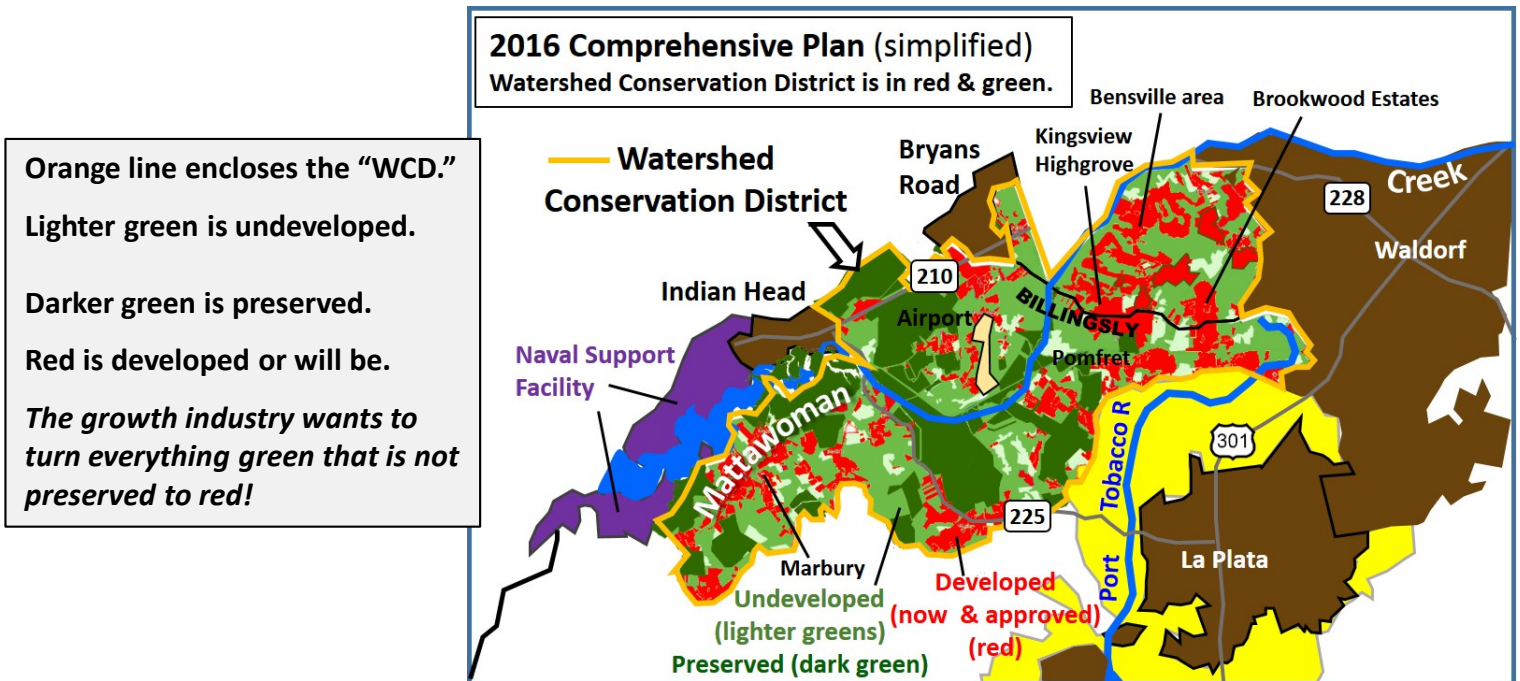 Orange line encloses the “WCD.”
Lighter green is undeveloped.
Darker green is preserved.
Red is developed or will be.
The growth industry wants to
turn everything green that is not
preserved to red!
2016 Comprehensive Plan (simplified)
Watershed Conservation District is in red & green.
Watershed
Conservation District
Bryans
Road
Kingsview
Highgrove
Bensville area
Brookwood Estates
Creek
228
Waldorf
Indian Head
210
BILLINGSLY
Airport
Pomfret
Naval Support
Facility
Mattawoman
Port Tobacco R
301
225
La Plata
Marbury
Undeveloped
(lighter greens)
Preserved (dark green)
Developed
(now & approved)
(red)